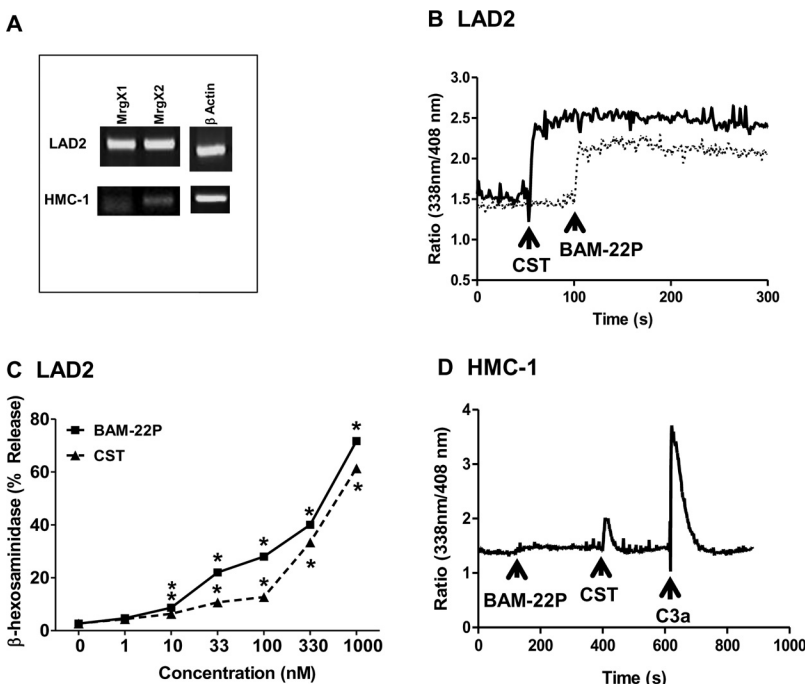 A
MrgX1
MrgX2
β Actin
LAD2
HMC-1
B LAD2
Ratio (338nm/408 nm)
3.0
2.5
2.0
1.5
1.0
0.5
CST
BAM-22P
0 100 200 300
Time (s)
C LAD2
β-hexosaminidase (% Release)
80
60
40
20
0
BAM-22P
CST
*
*
*
*
*
*
*
*
*
*
0 1 10 33 100 330 1000
Concentration (nM)
D HMC-1
Ratio (338nm/408 nm)
4
3
2
1
0
BAM-22P
CST
C3a
0 200 400 600 800 1000
Time (s)